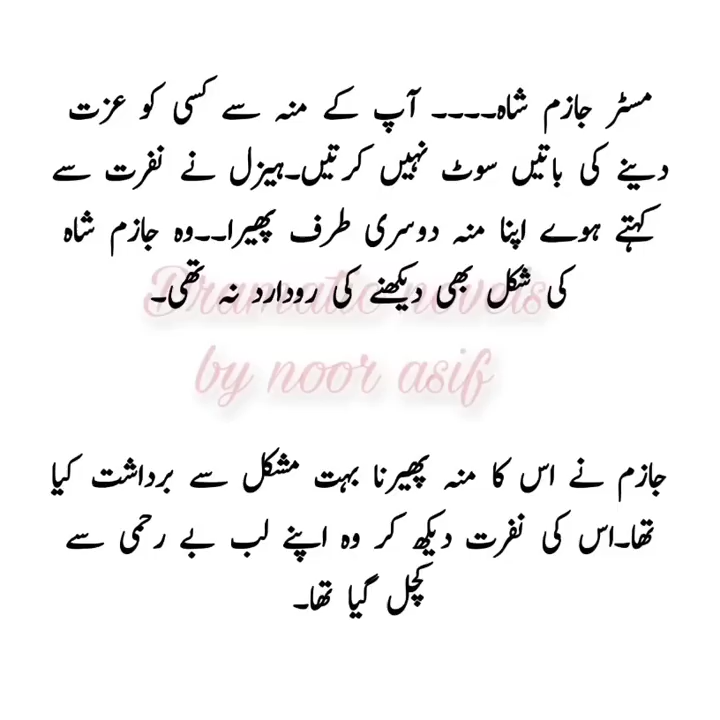 مسٹر جازم شاہ۔۔۔۔ آپ کے منہ سے کسی کو عزت
دینے کی باتیں سوٹ نہیں کرتیں۔ہیزل نے نفرت سے
کہتے ہوے اپنا منہ دوسری طرف پھیرا۔۔وہ جازم شاہ
کی شکل بھی دیکھنے کی رودارد نہ تھی۔
Dramatic novels
by noor asif
جازم نے اس کا منہ پھیرنا بہت مشکل سے برداشت کیا
تھا۔اس کی نفرت دیکھ کر وہ اپنے لب بے رحمی سے
کچل گیا تھا۔